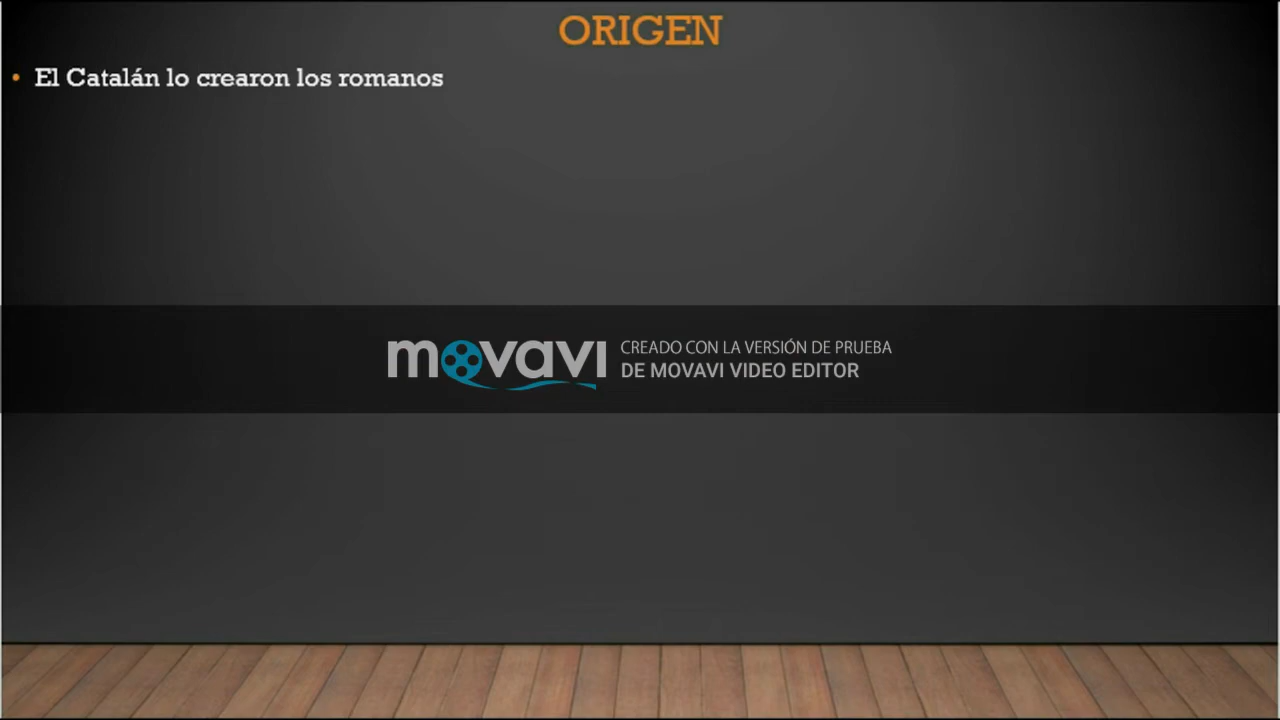 ORIGEN
• El Catalán lo crearon los romanos
movavi
CREADO CON LA VERSIÓN DE PRUEBA
DE MOVAVI VIDEO EDITOR